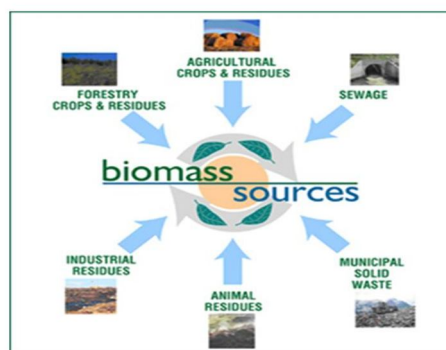 AGRICULTURAL
CROPS & RESIDUES
FORESTRY
CROPS & RESIDUES
SEWAGE
biomass
sources
INDUSTRIAL
RESIDUES
ANIMAL
RESIDUES
MUNICIPAL
SOLID
WASTE